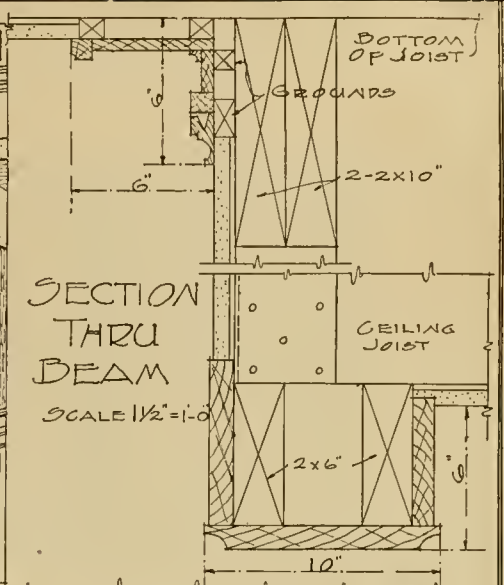 BOTTOM
OF JOIST
6"
GROUNDS
6"
2-2x10"
SECTION
THRU
BEAM
SCALE 1½"=1'-0"
CEILING
JOIST
2x6"
6"
10"